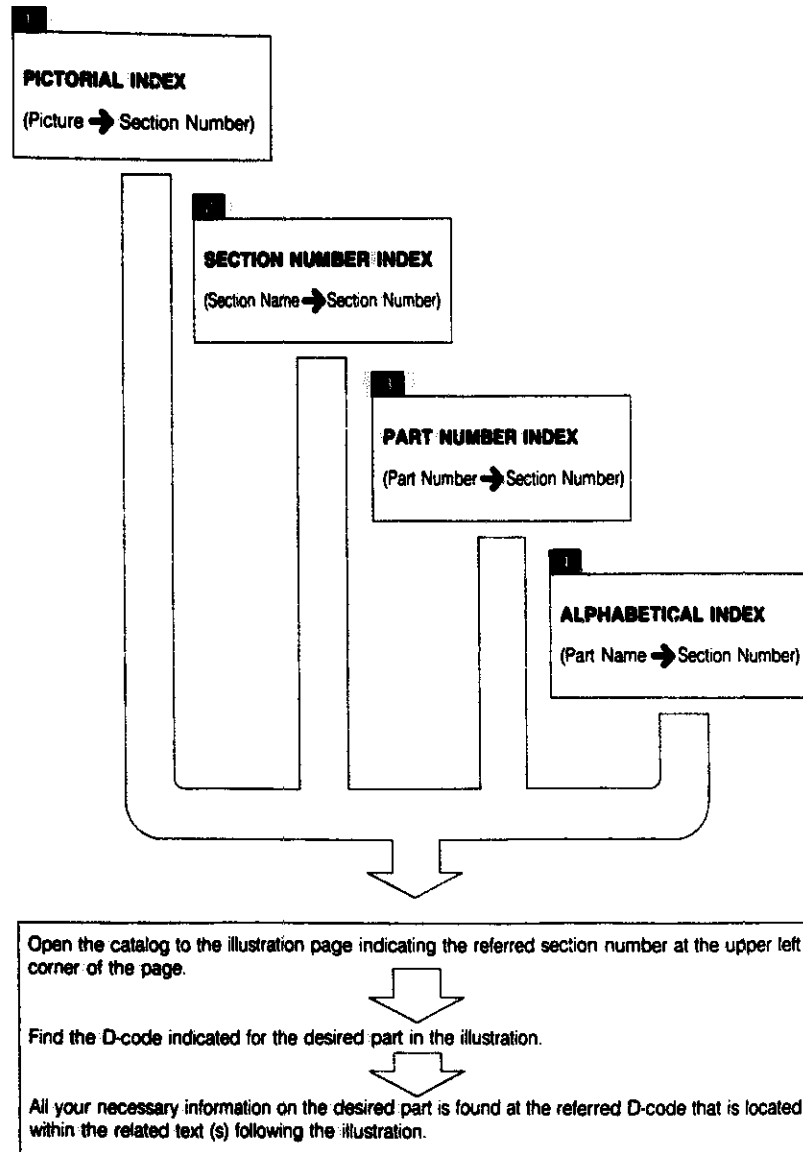 PICTORIAL INDEX
(Picture → Section Number)
SECTION NUMBER INDEX
(Section Name → Section Number)
PART NUMBER INDEX
(Part Number → Section Number)
ALPHABETICAL INDEX
(Part Name → Section Number)
Open the catalog to the illustration page indicating the referred section number at the upper left
corner of the page.
Find the D-code indicated for the desired part in the illustration.
All your necessary information on the desired part is found at the referred D-code that is located
within the related text (s) following the illustration.